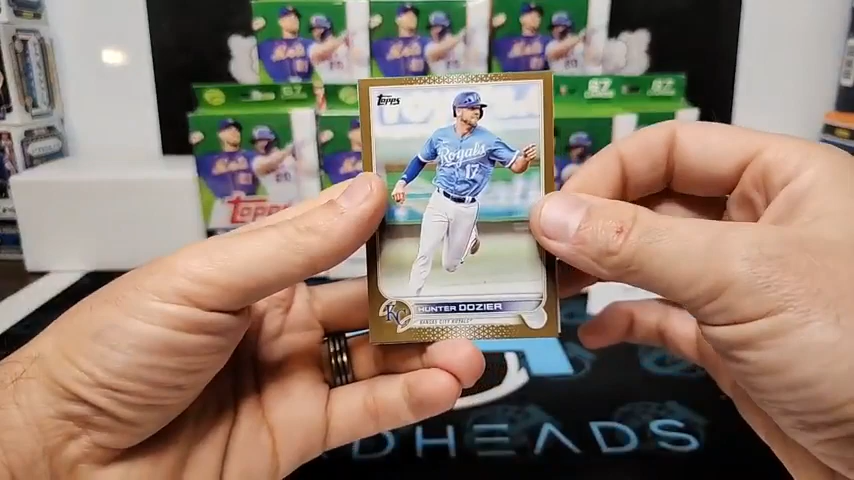 Topps
Royals
17
KC
HUNTER DOZIER
KANSAS CITY ROYALS
Topps
DHEADS